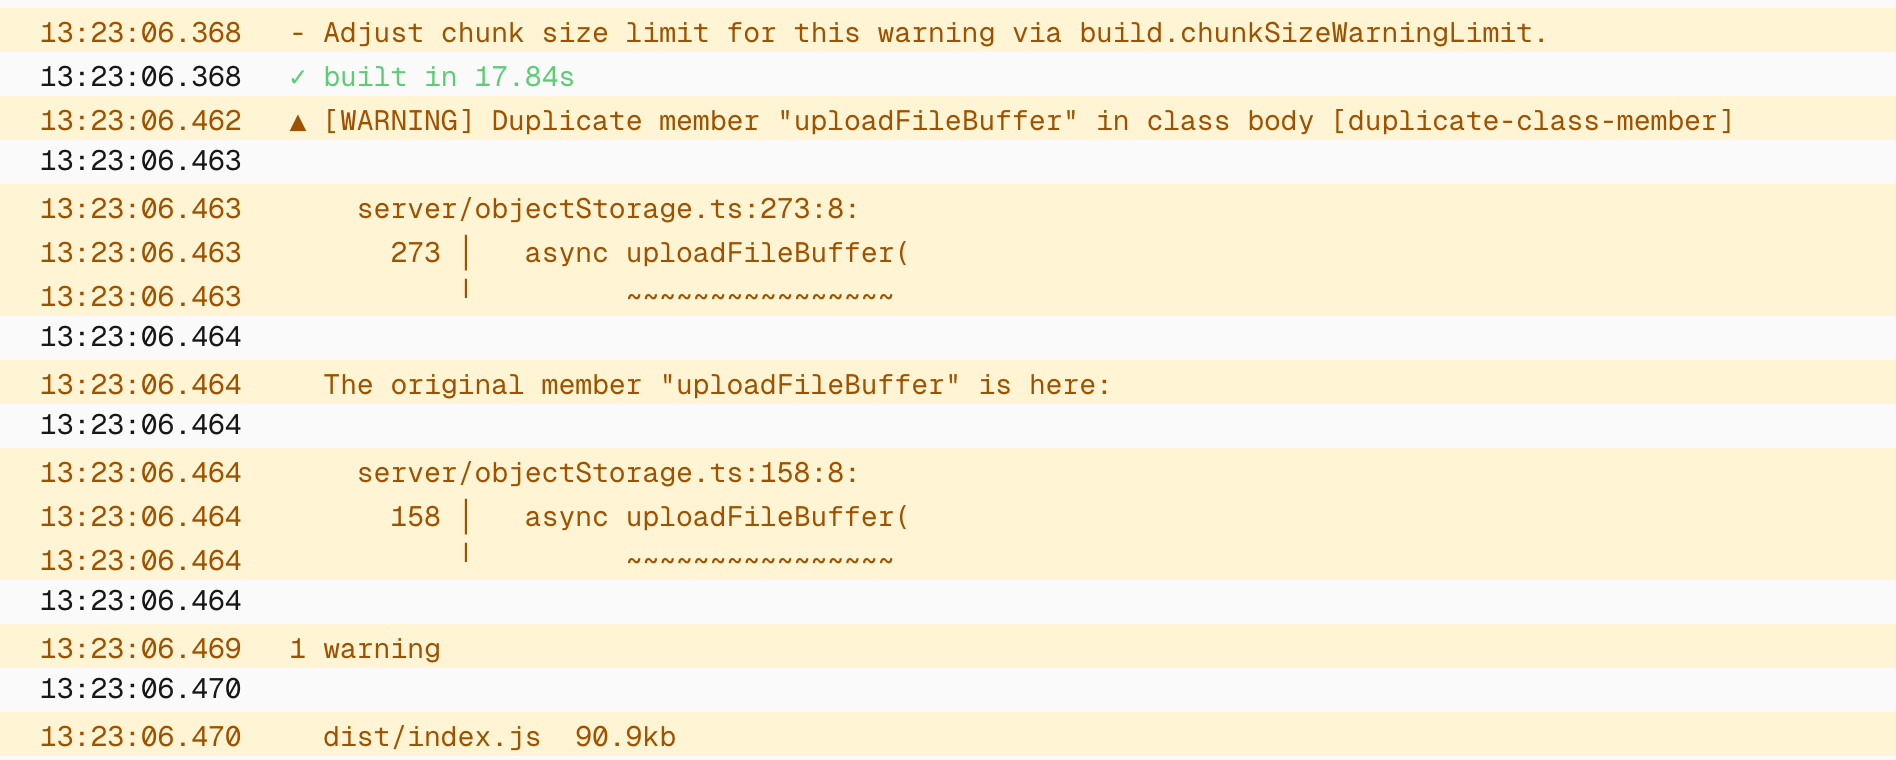 13:23:06.368 - Adjust chunk size limit for this warning via build.chunkSizeWarningLimit.
13:23:06.368 ✓ built in 17.84s
13:23:06.462 ▲ [WARNING] Duplicate member "uploadFileBuffer" in class body [duplicate-class-member]
13:23:06.463
13:23:06.463 server/objectStorage.ts:273:8:
13:23:06.463 273 │ async uploadFileBuffer(
13:23:06.463 ╵ ~~~~~~~~~~~~~~~~
13:23:06.464
13:23:06.464 The original member "uploadFileBuffer" is here:
13:23:06.464
13:23:06.464 server/objectStorage.ts:158:8:
13:23:06.464 158 │ async uploadFileBuffer(
13:23:06.464 ╵ ~~~~~~~~~~~~~~~~
13:23:06.464
13:23:06.469 1 warning
13:23:06.470
13:23:06.470 dist/index.js 90.9kb